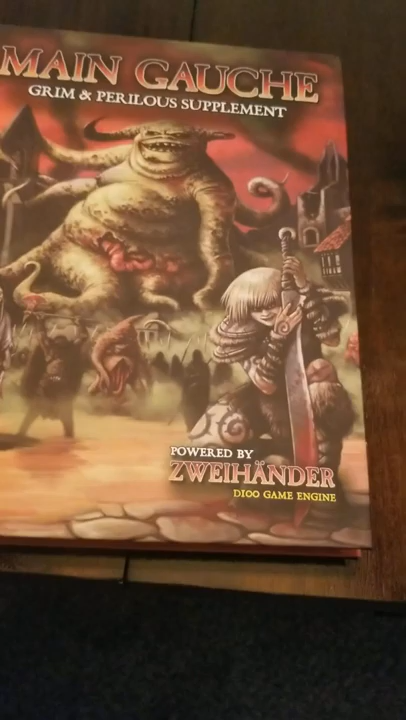 MAIN GAUCHE
GRIM & PERILOUS SUPPLEMENT
POWERED BY
ZWEIHÄNDER
D100 GAME ENGINE